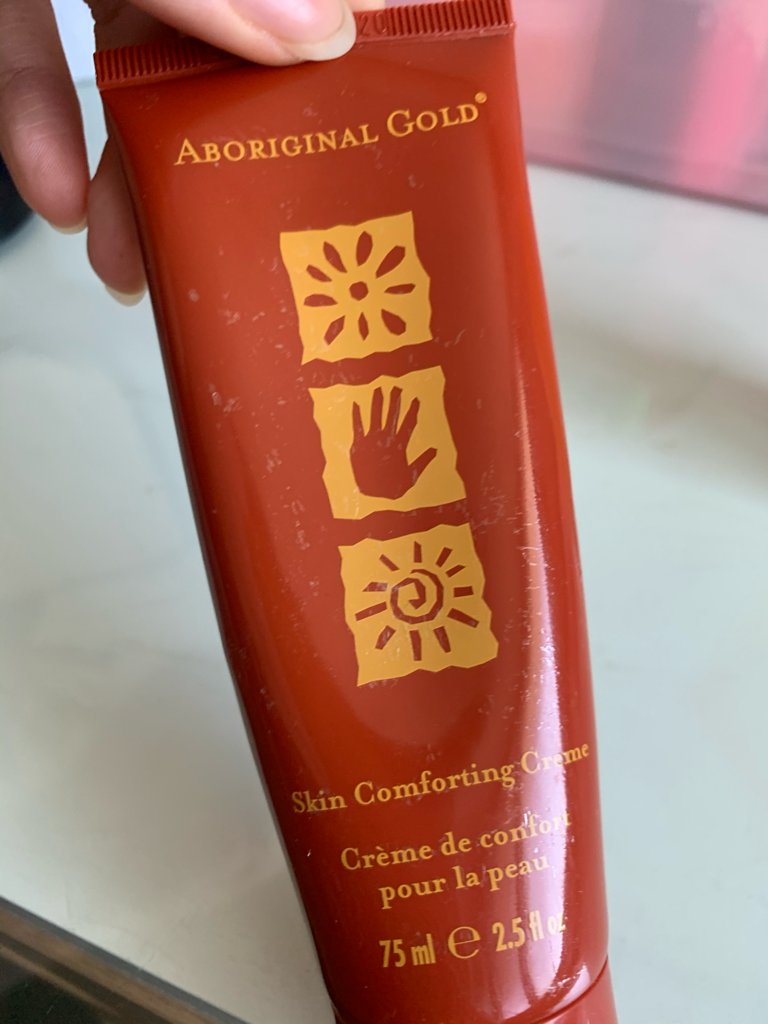 ABORIGINAL GOLD®
Skin Comforting Creme
Crème de confort
pour la peau
75 ml ℮ 2.5 fl oz